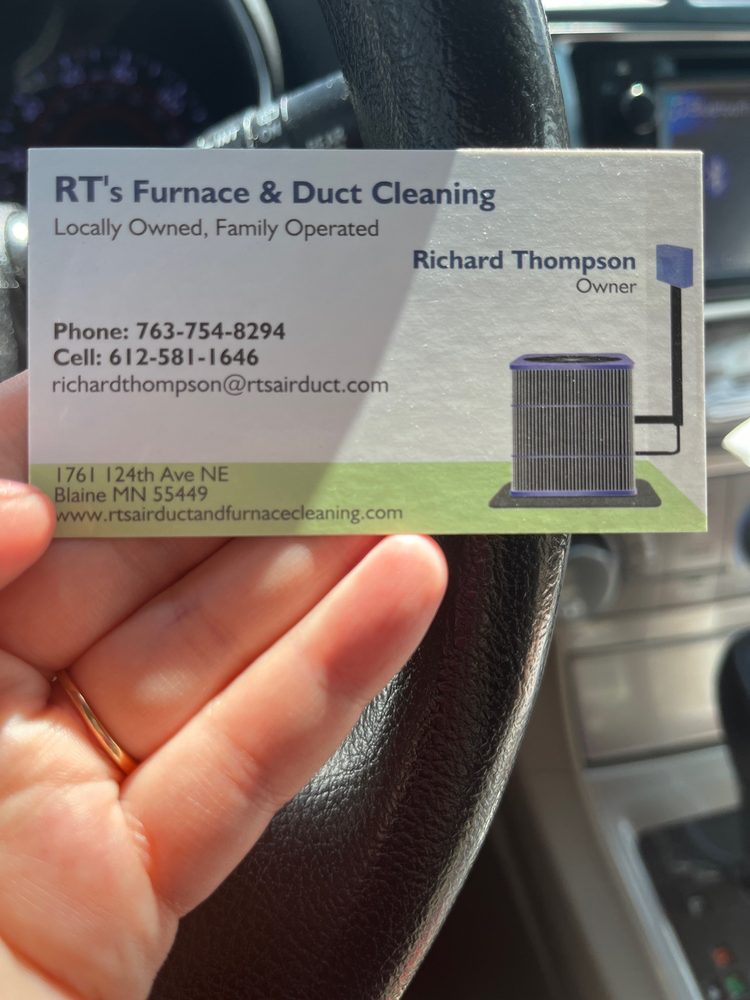 RT's Furnace & Duct Cleaning
Locally Owned, Family Operated
Richard Thompson
Owner
Phone: 763-754-8294
Cell: 612-581-1646
richardthompson@rtsairduct.com
1761 124th Ave NE
Blaine MN 55449
www.rtsairductandfurnacecleaning.com